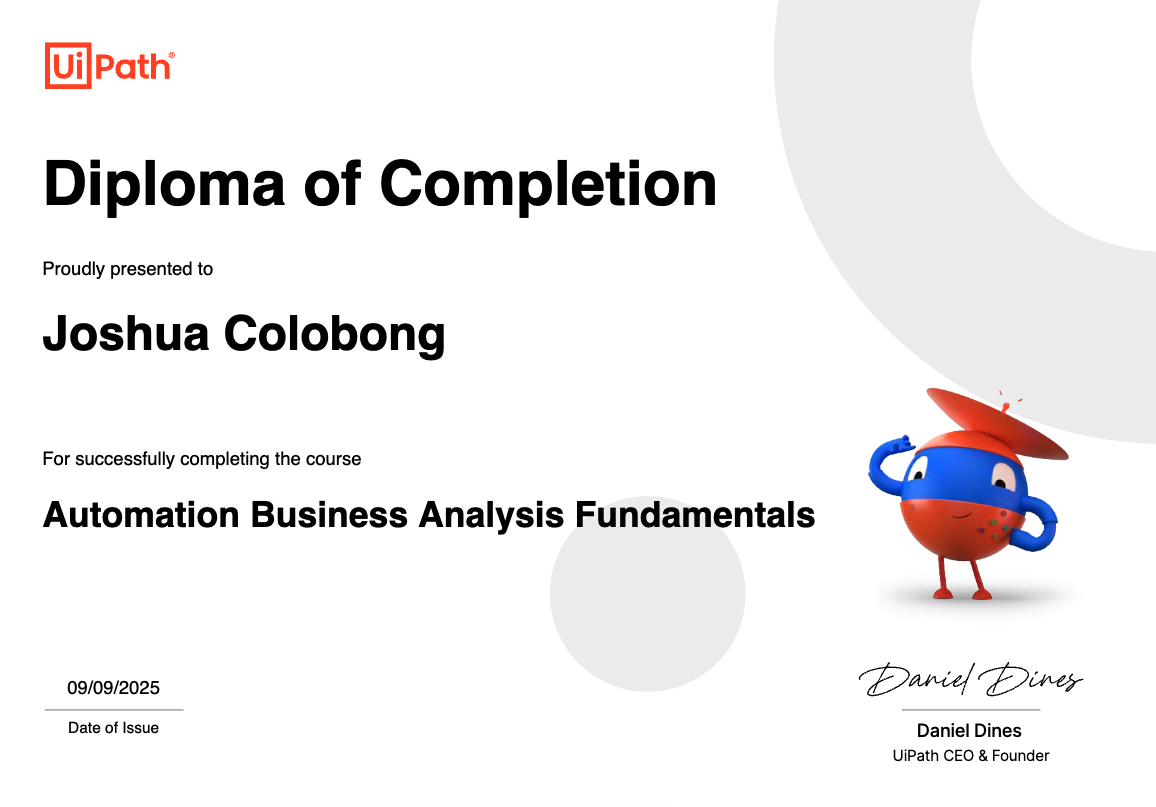 UiPath®
Diploma of Completion
Proudly presented to
Joshua Colobong
For successfully completing the course
Automation Business Analysis Fundamentals
09/09/2025
Date of Issue
Daniel Dines
Daniel Dines
UiPath CEO & Founder